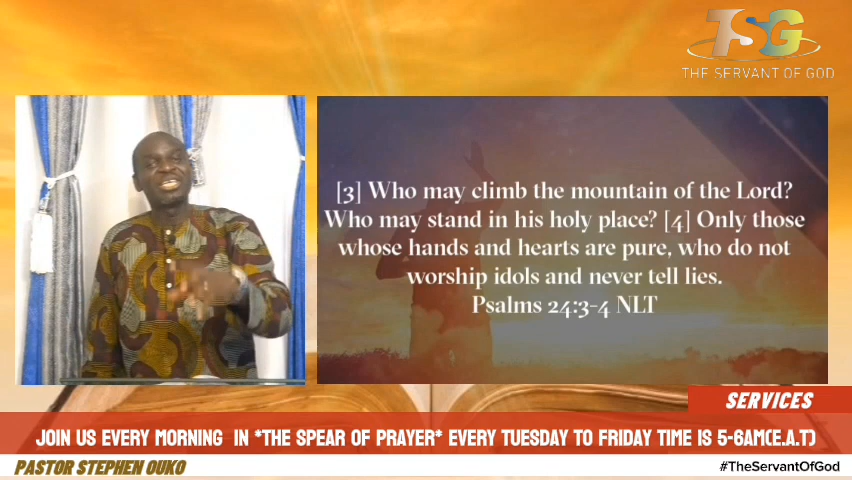 TSG
THE SERVANT OF GOD
[3] Who may climb the mountain of the Lord?
Who may stand in his holy place? [4] Only those
whose hands and hearts are pure, who do not
worship idols and never tell lies.
Psalms 24:3-4 NLT
SERVICES
JOIN US EVERY MORNING IN *THE SPEAR OF PRAYER* EVERY TUESDAY TO FRIDAY TIME IS 5-6AM(E.A.T)
PASTOR STEPHEN OUKO
#TheServantOfGod